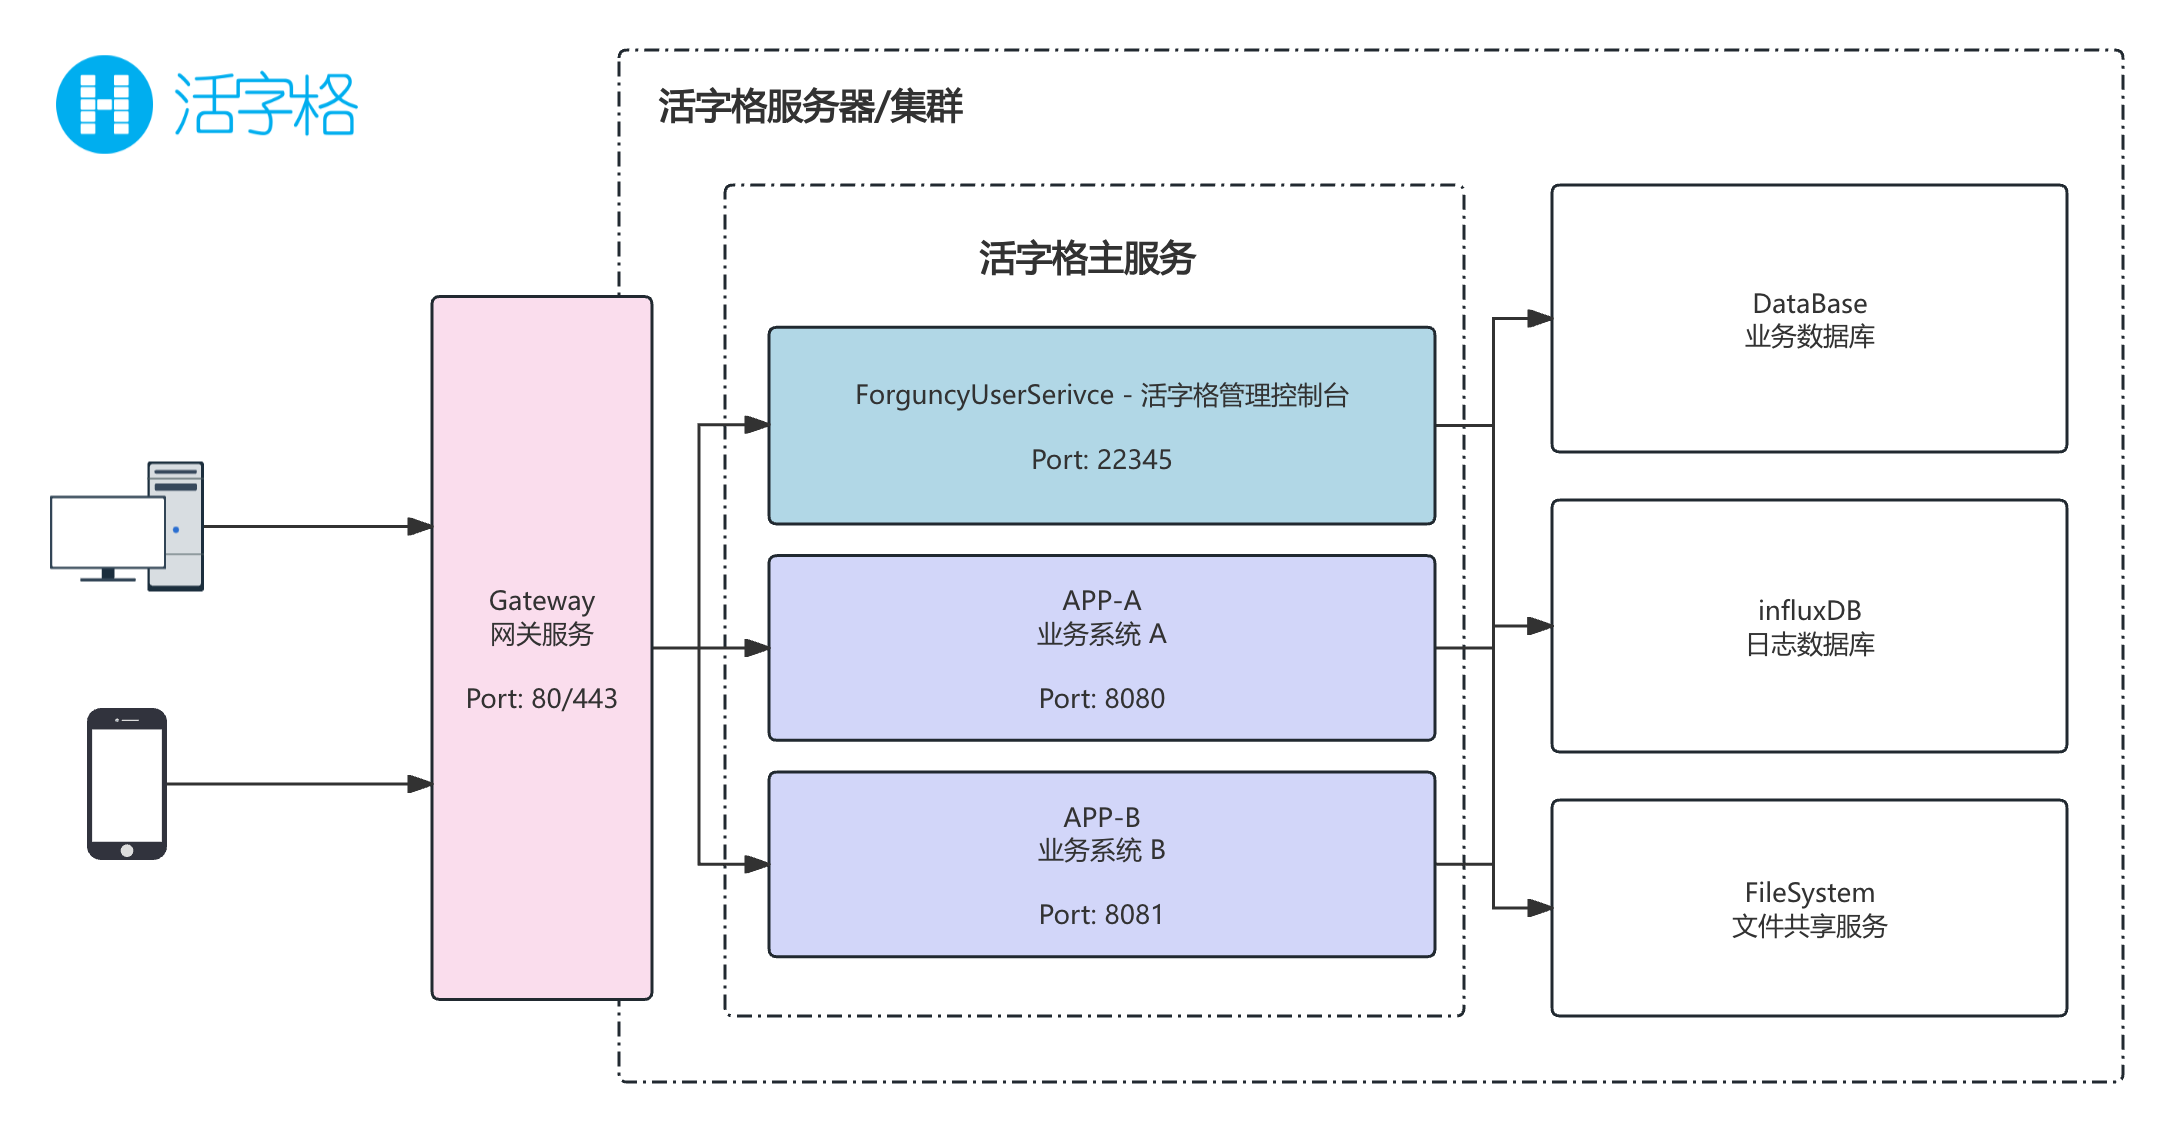 活字格
活字格服务器/集群
活字格主服务
ForguncyUserSerivce - 活字格管理控制台
Port: 22345
Gateway
网关服务
Port: 80/443
APP-A
业务系统 A
Port: 8080
APP-B
业务系统 B
Port: 8081
DataBase
业务数据库
influxDB
日志数据库
FileSystem
文件共享服务